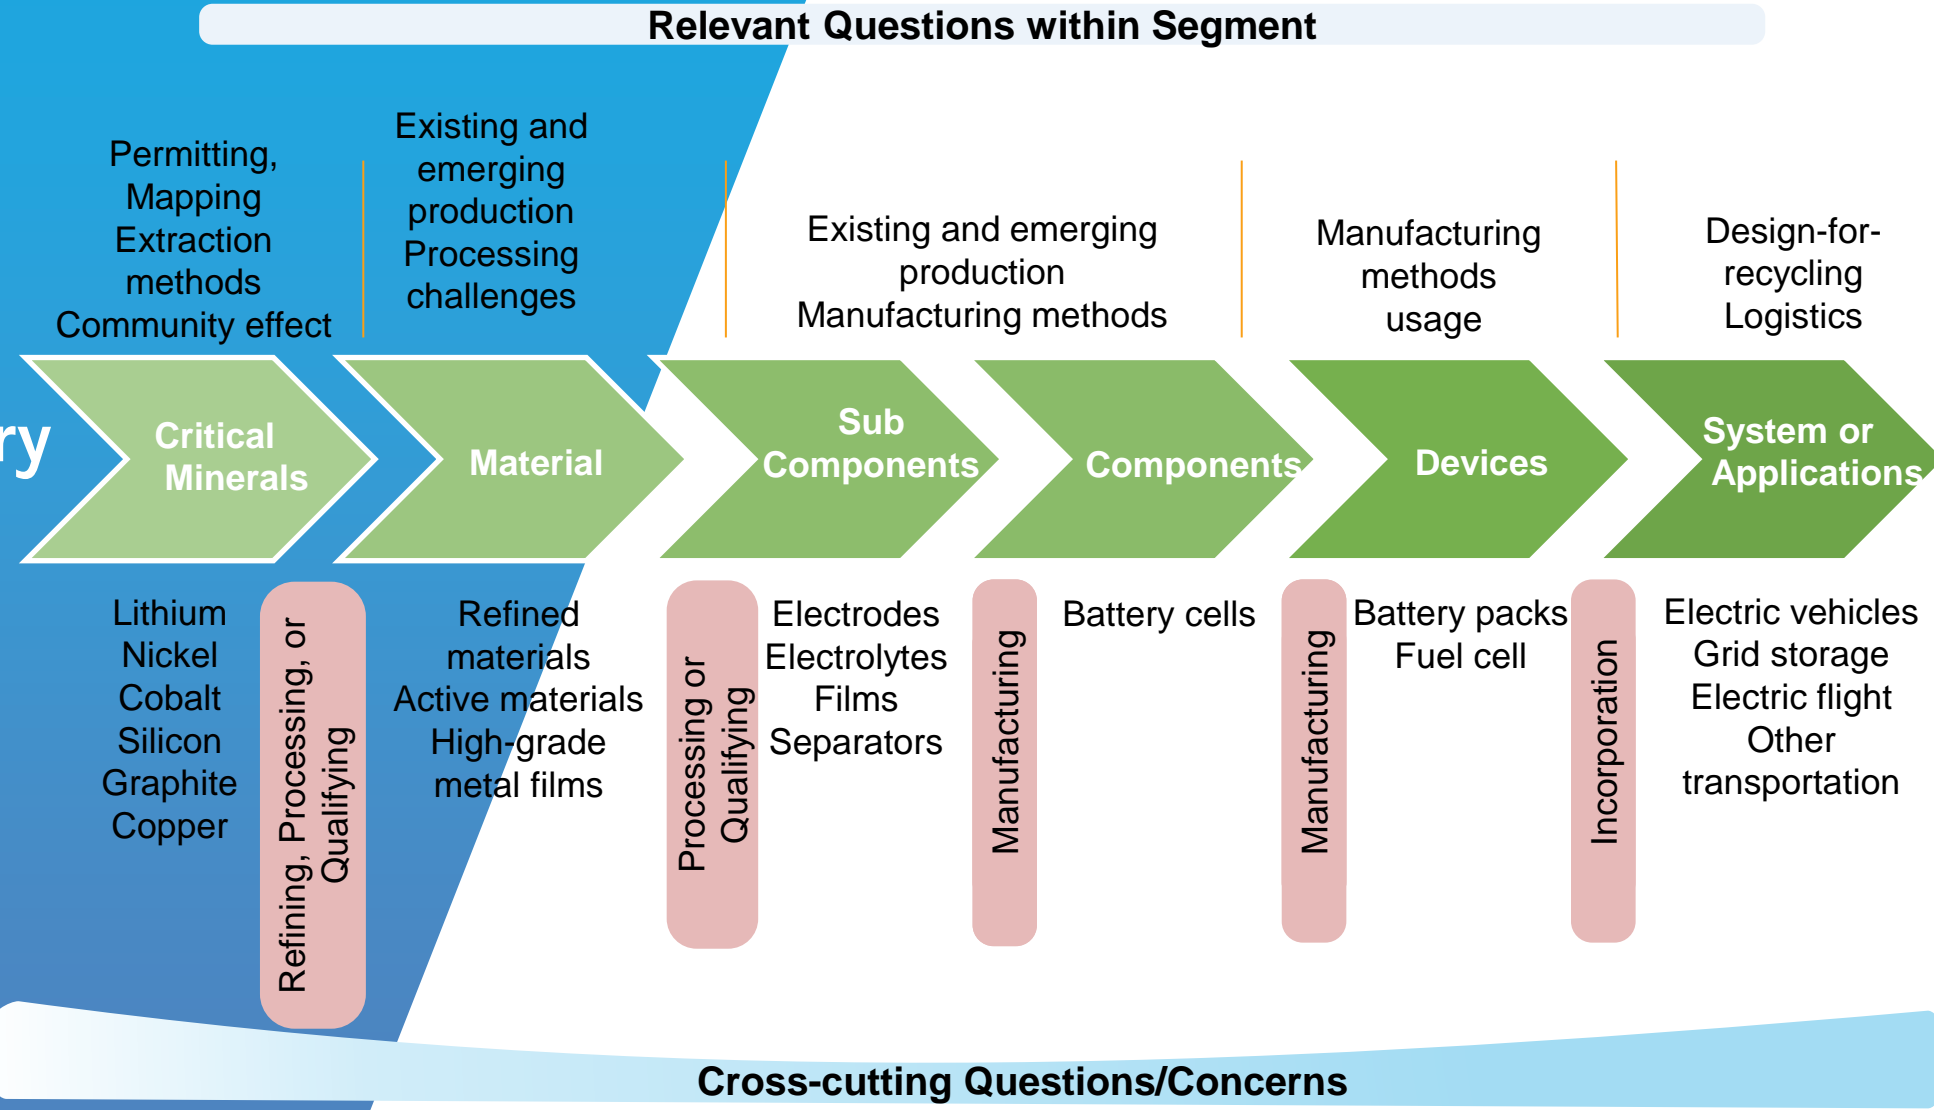 Relevant Questions within Segment
Permitting,
Mapping
Extraction
methods
Community effect
Existing and
emerging
production
Processing
challenges
Existing and emerging
production
Manufacturing methods
Manufacturing
methods
usage
Design-for-
recycling
Logistics
ry
Critical
Minerals
Material
Sub
Components
Components
Devices
System or
Applications
Lithium
Nickel
Cobalt
Silicon
Graphite
Copper
Refining, Processing, or
Qualifying
Refined
materials
Active materials
High-grade
metal films
Processing or
Qualifying
Electrodes
Electrolytes
Films
Separators
Manufacturing
Battery cells
Manufacturing
Battery packs
Fuel cell
Incorporation
Electric vehicles
Grid storage
Electric flight
Other
transportation
Cross-cutting Questions/Concerns